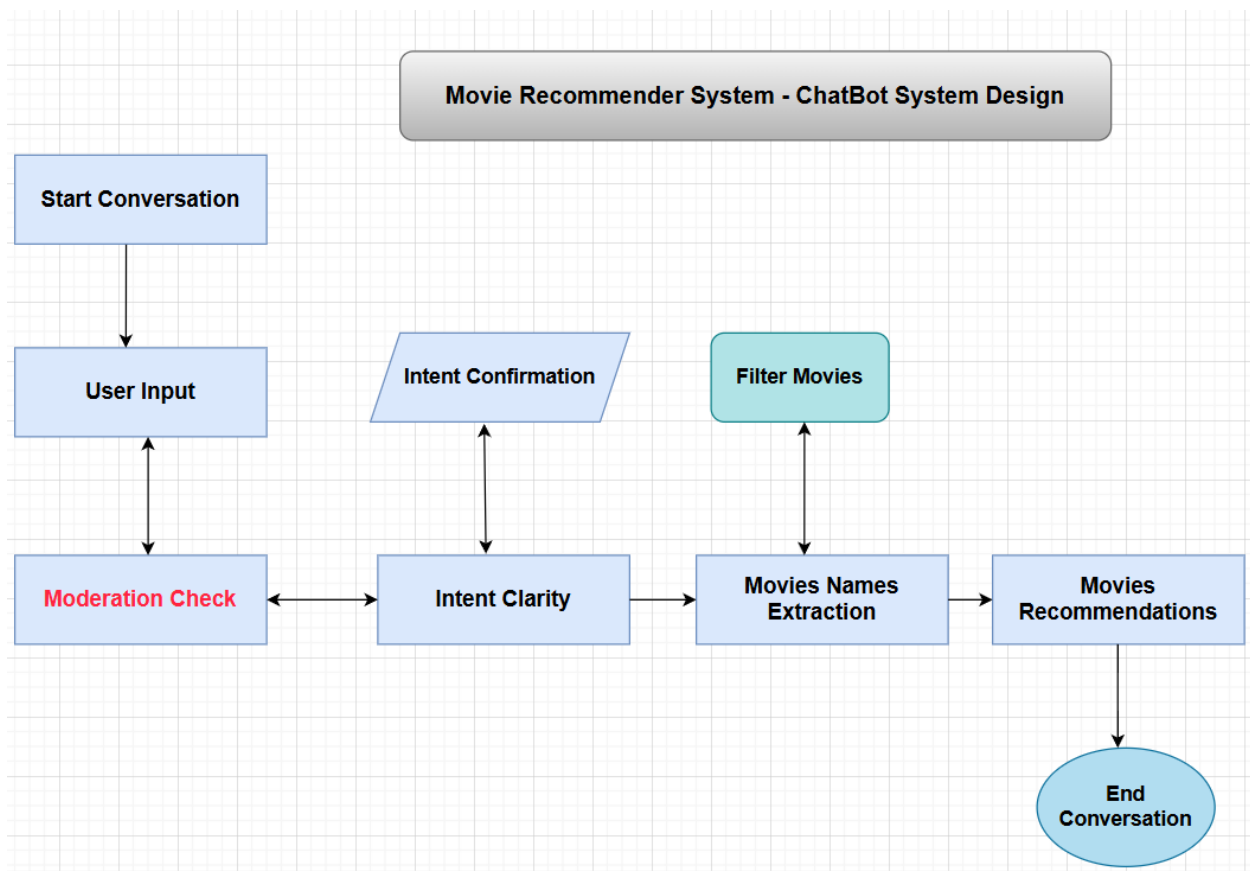 Movie Recommender System - ChatBot System Design
Start Conversation
User Input
Intent Confirmation
Filter Movies
Moderation Check
Intent Clarity
Movies Names
Extraction
Movies
Recommendations
End
Conversation